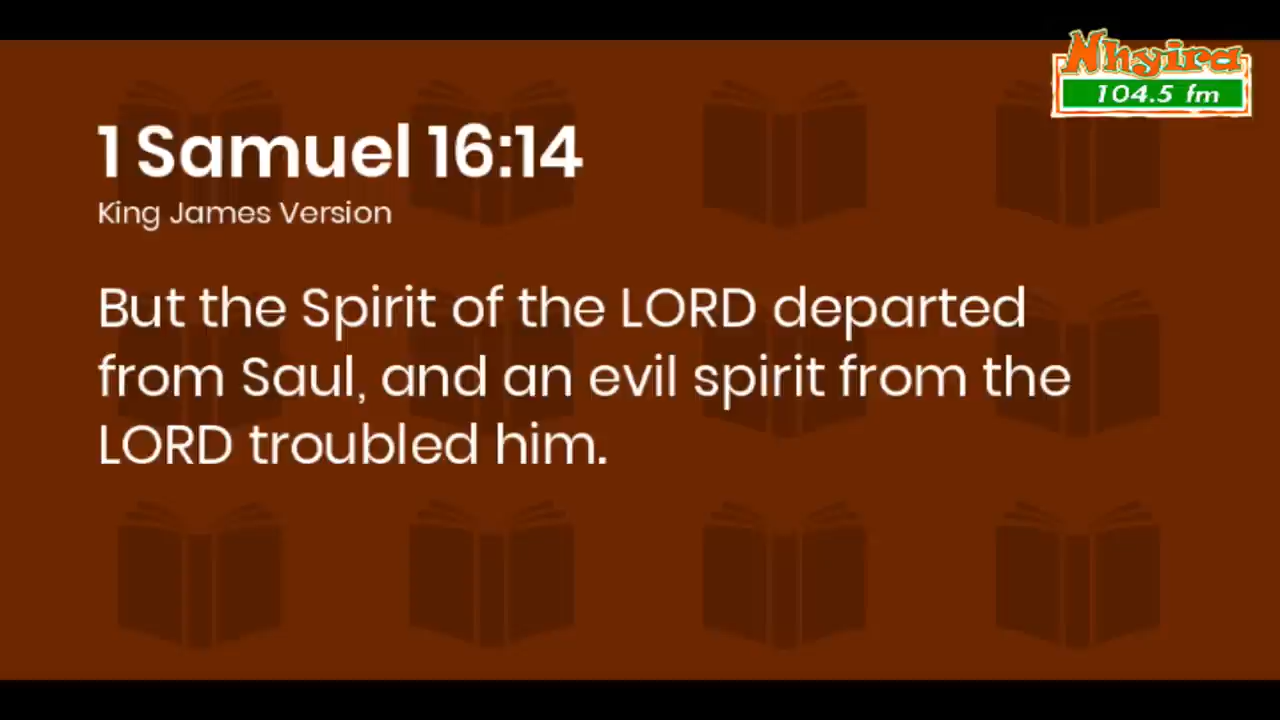 Nhyira
104.5 fm
1 Samuel 16:14
King James Version
But the Spirit of the LORD departed
from Saul, and an evil spirit from the
LORD troubled him.